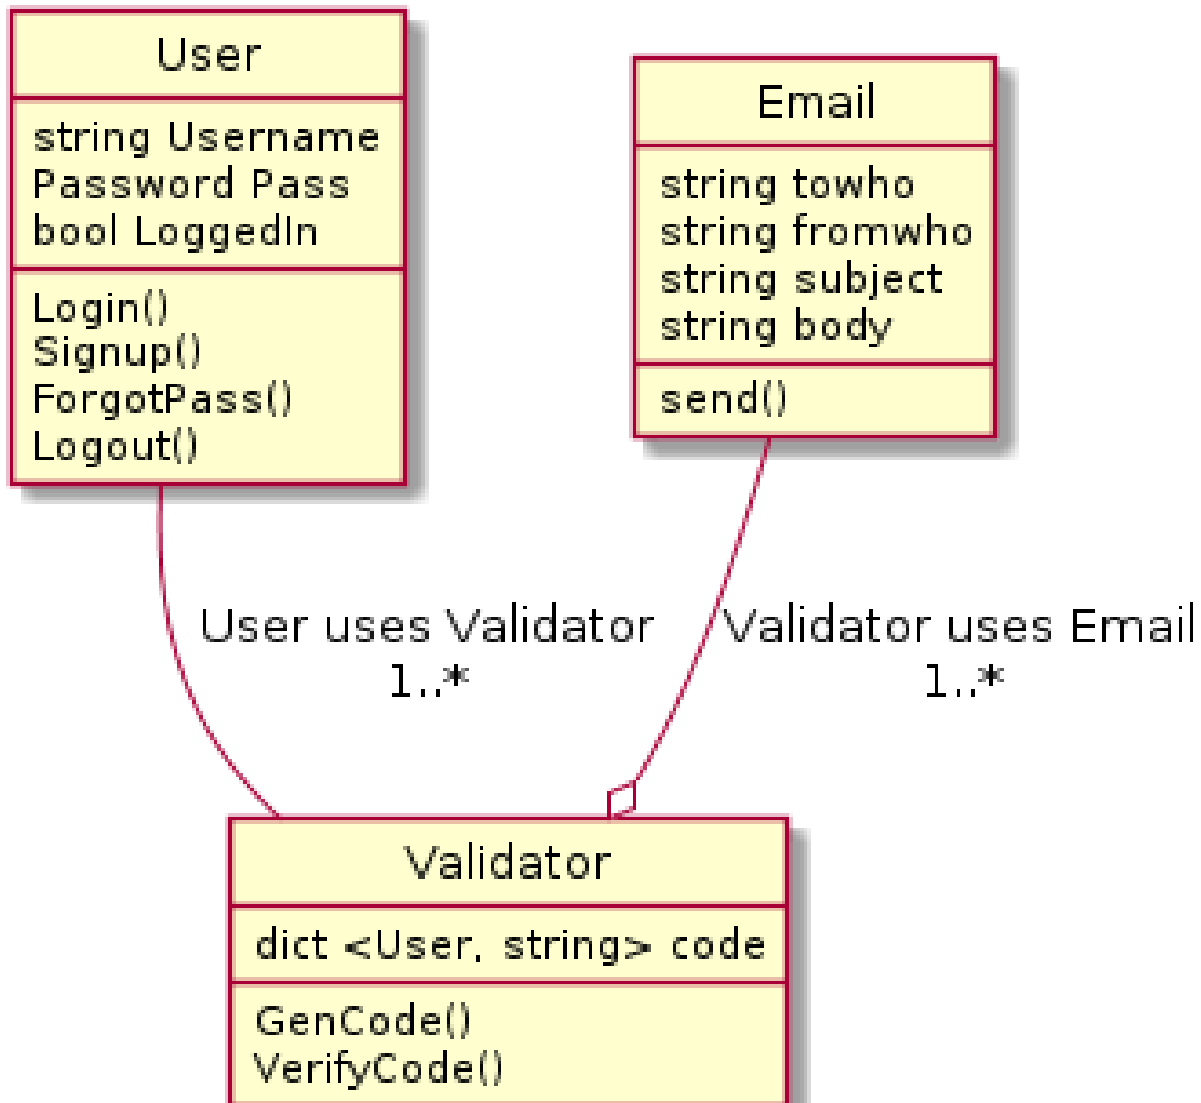 User
string Username
Password Pass
bool LoggedIn
Login()
Signup()
ForgotPass()
Logout()
Email
string towho
string fromwho
string subject
string body
send()
User uses Validator
1..*
Validator uses Email
1..*
Validator
dict <User, string> code
GenCode()
VerifyCode()